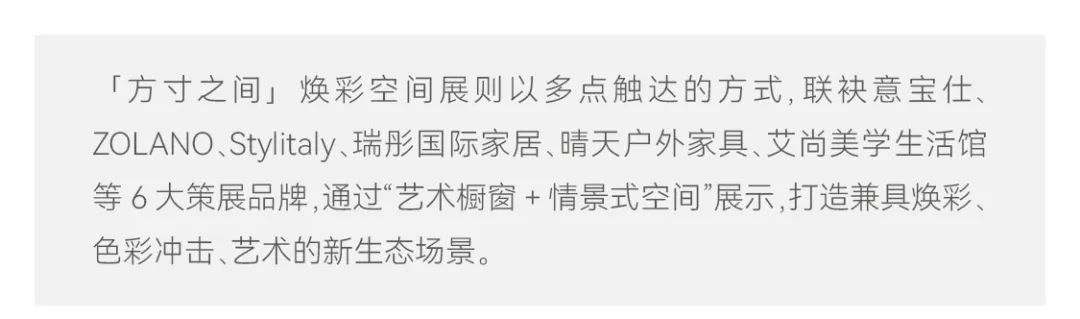 「方寸之间」焕彩空间展则以多点触达的方式,联袂意宝仕、
ZOLANO、Stylitaly、瑞彤国际家居、晴天户外家具、艾尚美学生活馆
等 6 大策展品牌,通过“艺术橱窗 + 情景式空间”展示,打造兼具焕彩、
色彩冲击、艺术的新生态场景。